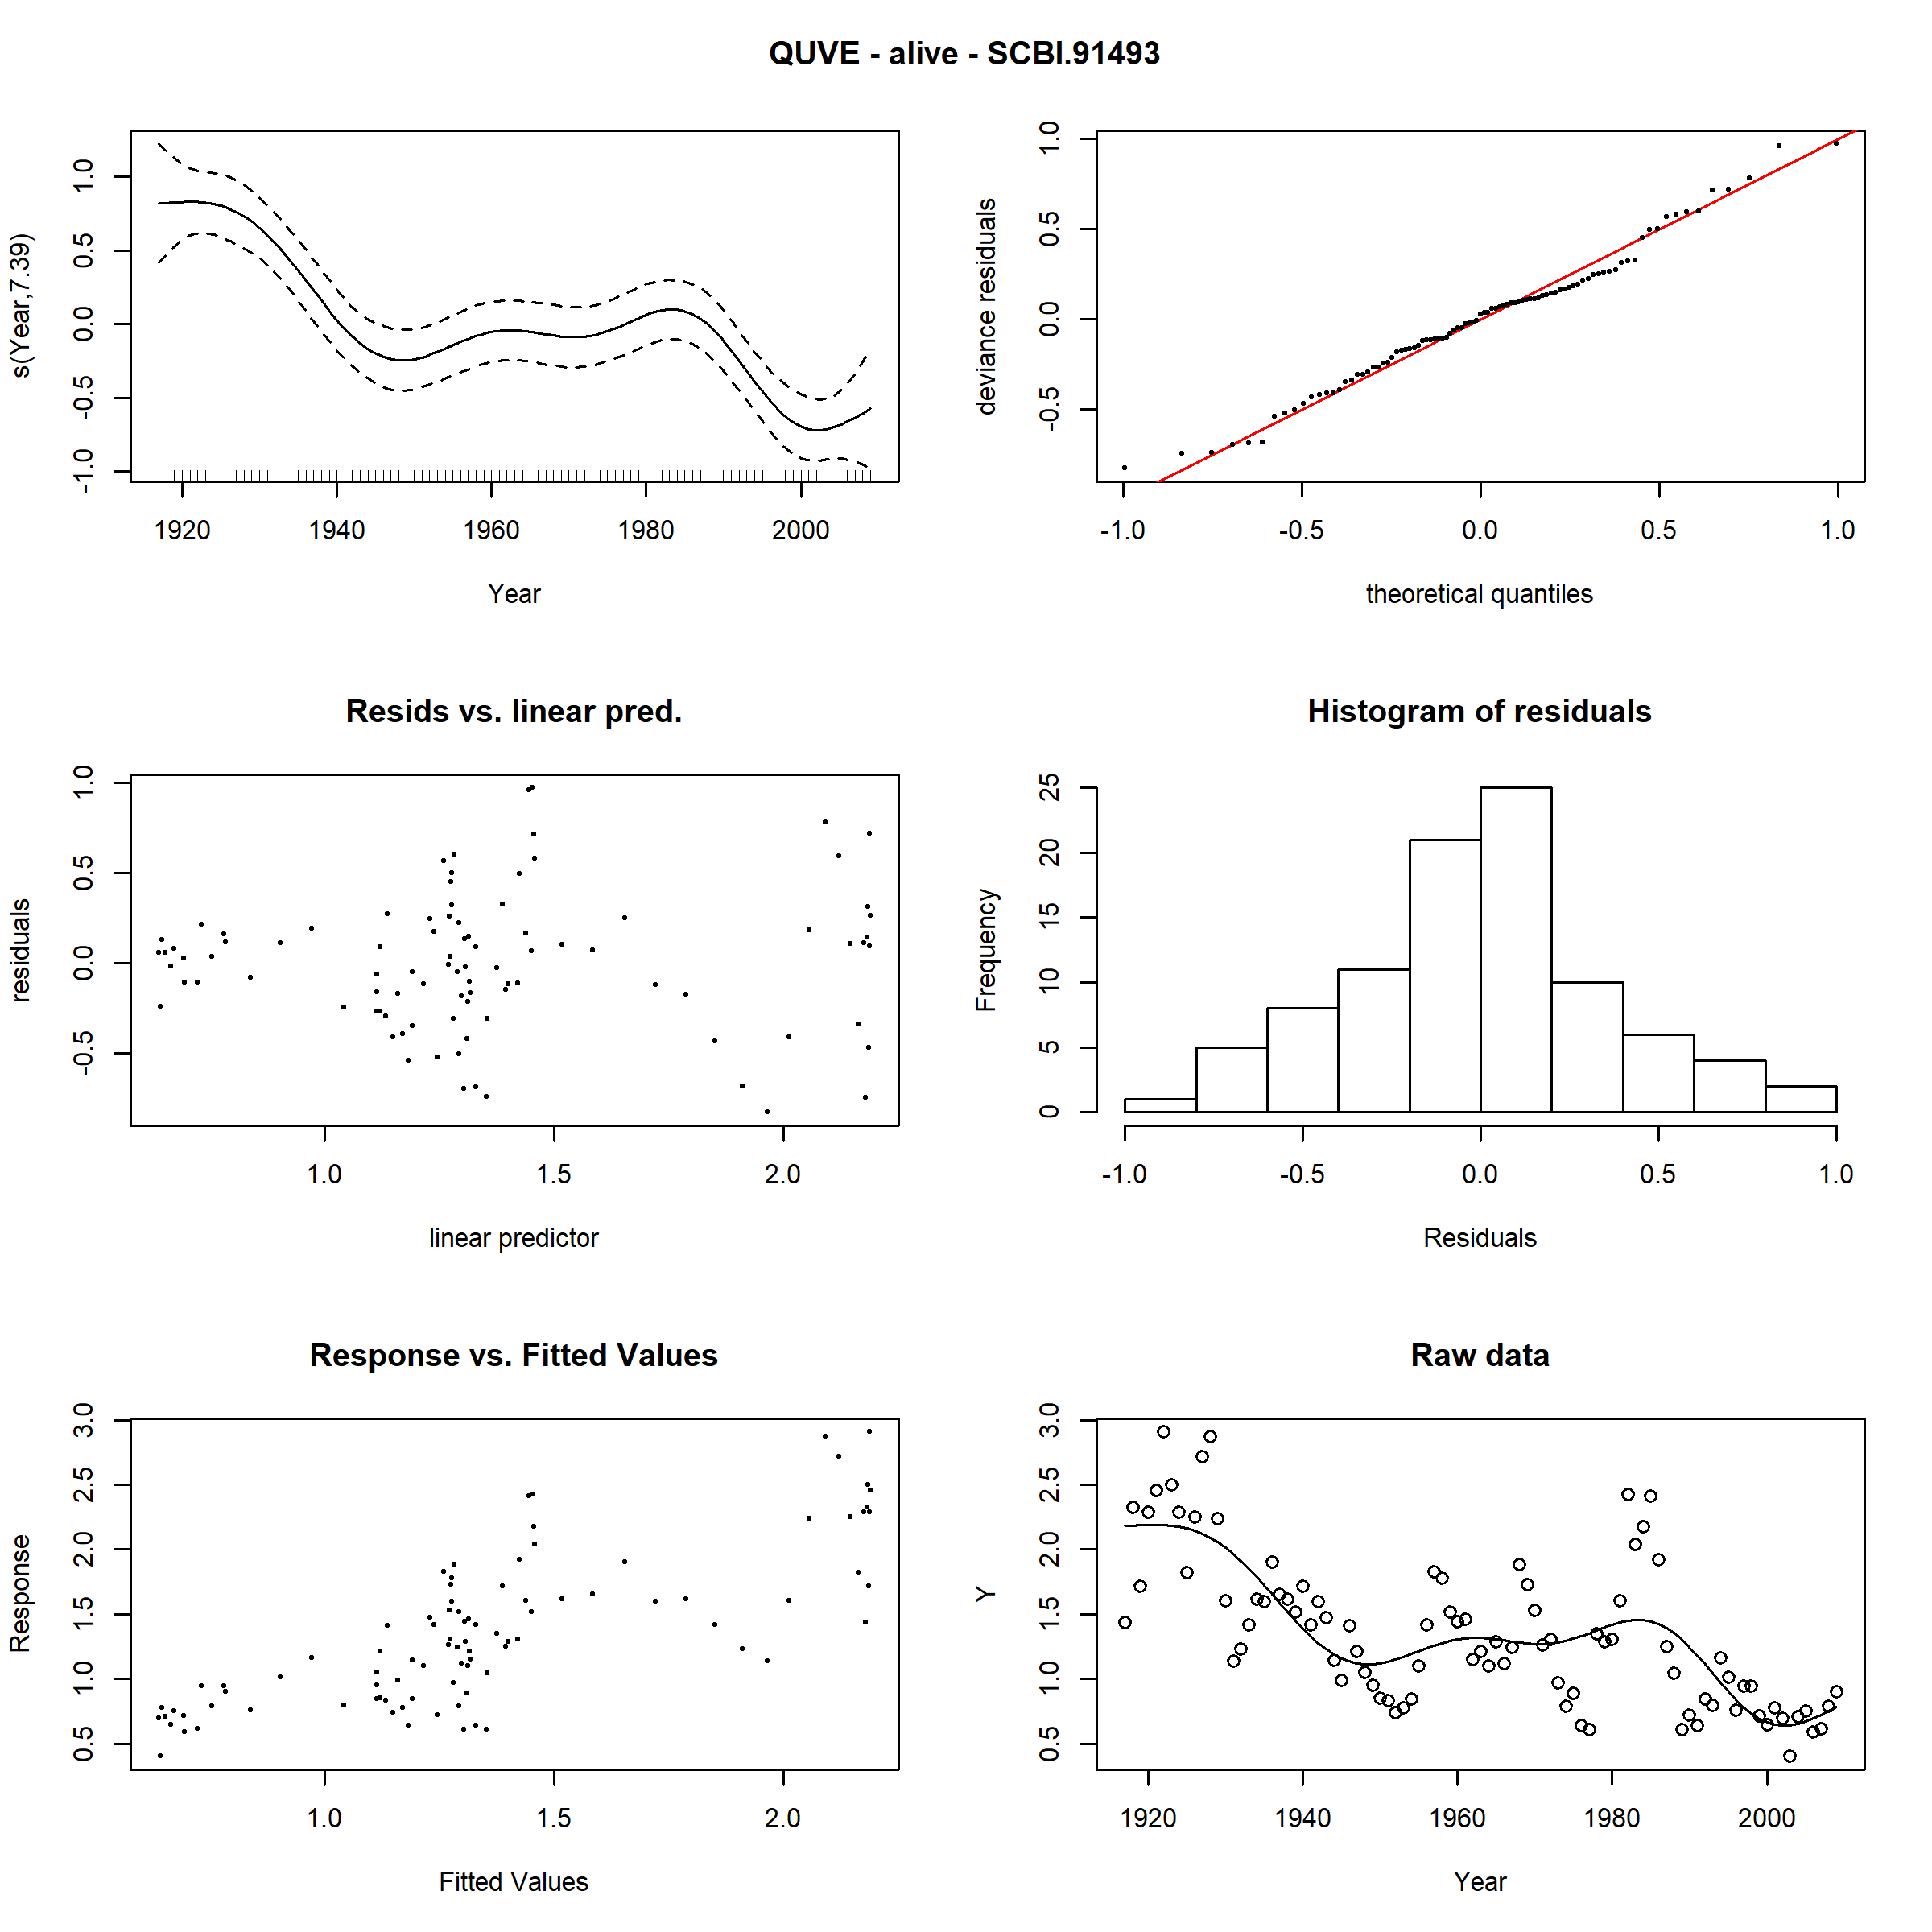 QUVE - alive - SCBI.91493
s(Year,7.39)
-1.0 -0.5 0.0 0.5 1.0
1920 1940 1960 1980 2000
Year
deviance residuals
-0.5 0.0 0.5 1.0
-1.0 -0.5 0.0 0.5 1.0
theoretical quantiles
Resids vs. linear pred.
residuals
-0.5 0.0 0.5 1.0
1.0 1.5 2.0
linear predictor
Histogram of residuals
Frequency
0 5 10 15 20 25
-1.0 -0.5 0.0 0.5 1.0
Residuals
Response vs. Fitted Values
Response
0.5 1.0 1.5 2.0 2.5 3.0
1.0 1.5 2.0
Fitted Values
Raw data
Y
0.5 1.0 1.5 2.0 2.5 3.0
1920 1940 1960 1980 2000
Year